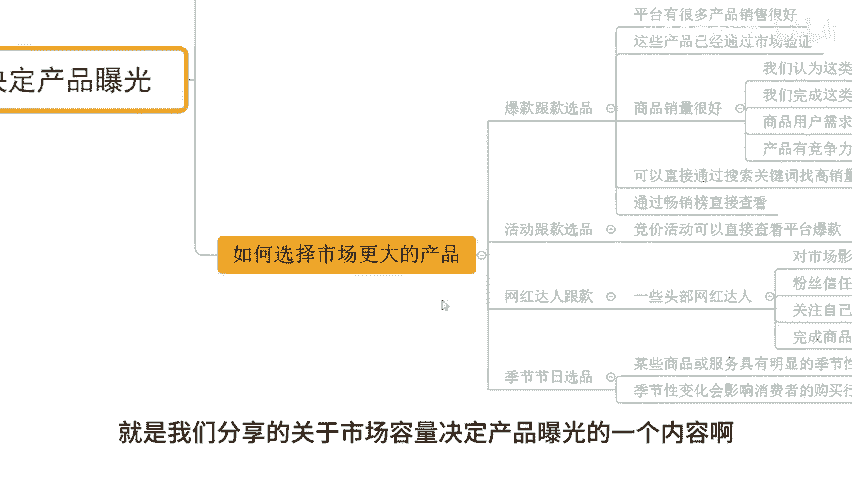 决定产品曝光
如何选择市场更大的产品
爆款跟款选品
平台有很多产品销售很好
这些产品已经通过市场验证
商品销量很好
我们认为这类
我们完成这类
商品用户需求
产品有竞争力
可以直接通过搜索关键词找高销量
通过畅销榜直接查看
活动跟款选品
竞价活动可以直接查看平台爆款
网红达人跟款
一些头部网红达人
对市场影
粉丝信任
关注自己
完成商品
季节节日选品
某些商品或服务具有明显的季节性
季节性变化会影响消费者的购买行
就是我们分享的关于市场容量决定产品曝光的一个内容啊